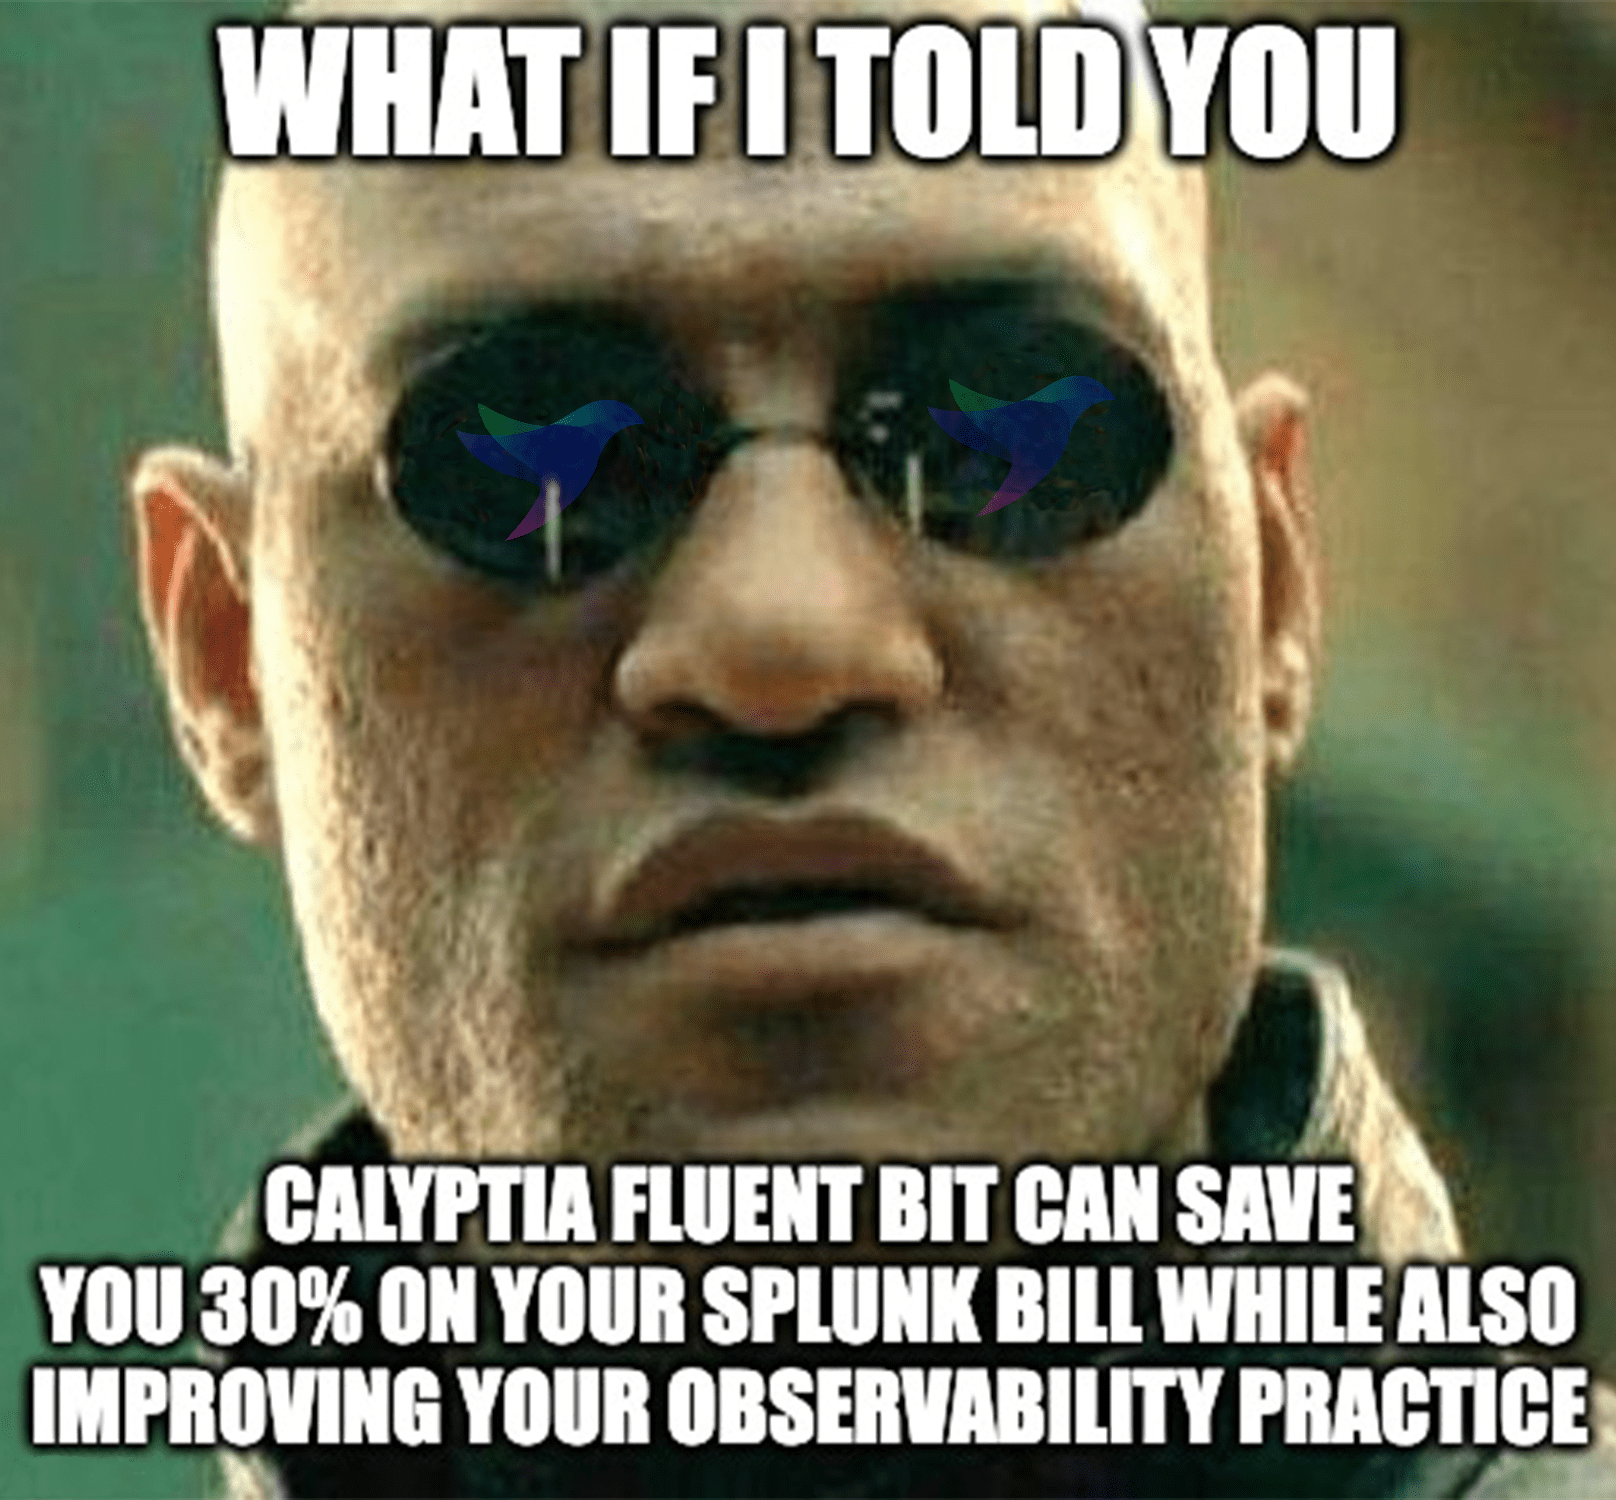 WHAT IF I TOLD YOU
CALYPTIA FLUENT BIT CAN SAVE
YOU 30% ON YOUR SPLUNK BILL WHILE ALSO
IMPROVING YOUR OBSERVABILITY PRACTICE